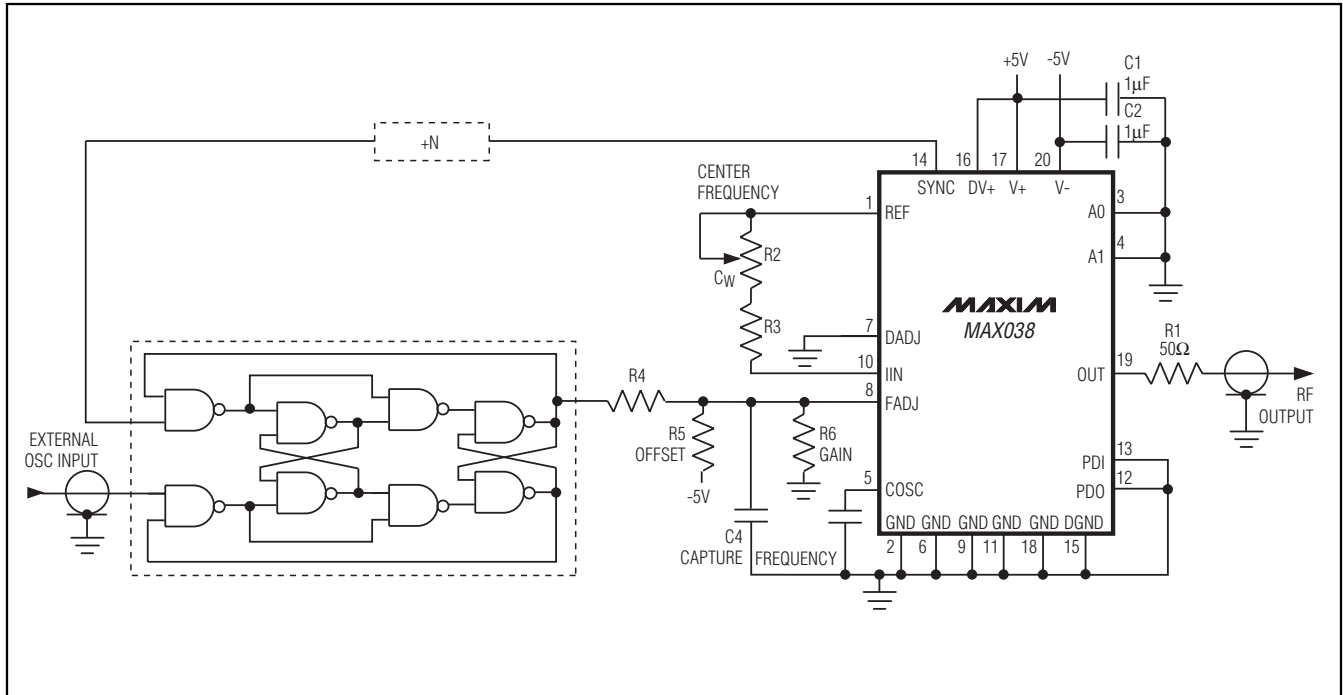 +5V -5V
C1
1µF
C2
1µF
+N
14 16 17 20
SYNC DV+ V+ V-
CENTER
FREQUENCY
1 REF
R2
CW
R3
7 DADJ
10 IIN
8 FADJ
5 COSC
MAXIM
MAX038
3
A0
4
A1
R1
50Ω
19
OUT
RF
OUTPUT
13
PDI
12
PDO
GND GND GND GND GND DGND
2 6 9 11 18 15
EXTERNAL
OSC INPUT
R4
R5
OFFSET
-5V
R6
GAIN
C4
CAPTURE FREQUENCY